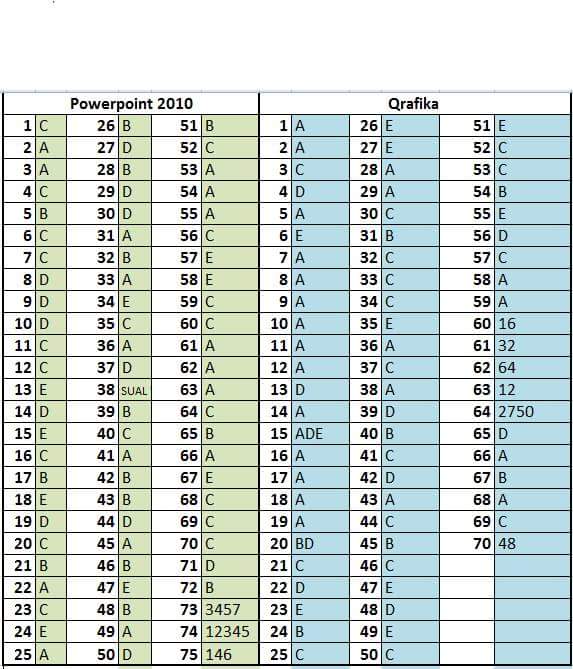 Powerpoint 2010 Qrafika
1 C 26 B 51 B 1 A 26 E 51 E
2 A 27 D 52 C 2 A 27 E 52 C
3 A 28 B 53 A 3 C 28 A 53 C
4 C 29 D 54 A 4 D 29 A 54 B
5 B 30 D 55 A 5 A 30 C 55 E
6 C 31 A 56 C 6 E 31 B 56 D
7 C 32 B 57 E 7 A 32 C 57 C
8 D 33 A 58 E 8 A 33 C 58 A
9 D 34 E 59 C 9 A 34 C 59 A
10 D 35 C 60 C 10 A 35 E 60 16
11 C 36 A 61 A 11 A 36 A 61 32
12 C 37 D 62 A 12 A 37 C 62 64
13 E 38 SUAL 63 A 13 D 38 A 63 12
14 D 39 B 64 C 14 A 39 D 64 2750
15 E 40 C 65 B 15 ADE 40 B 65 D
16 C 41 A 66 A 16 A 41 C 66 A
17 B 42 B 67 E 17 A 42 D 67 B
18 E 43 B 68 C 18 A 43 A 68 A
19 D 44 D 69 C 19 A 44 C 69 C
20 C 45 A 70 C 20 BD 45 B 70 48
21 B 46 B 71 D 21 C 46 C
22 A 47 E 72 B 22 D 47 E
23 C 48 B 73 3457 23 E 48 D
24 E 49 A 74 12345 24 B 49 E
25 A 50 D 75 146 25 C 50 C